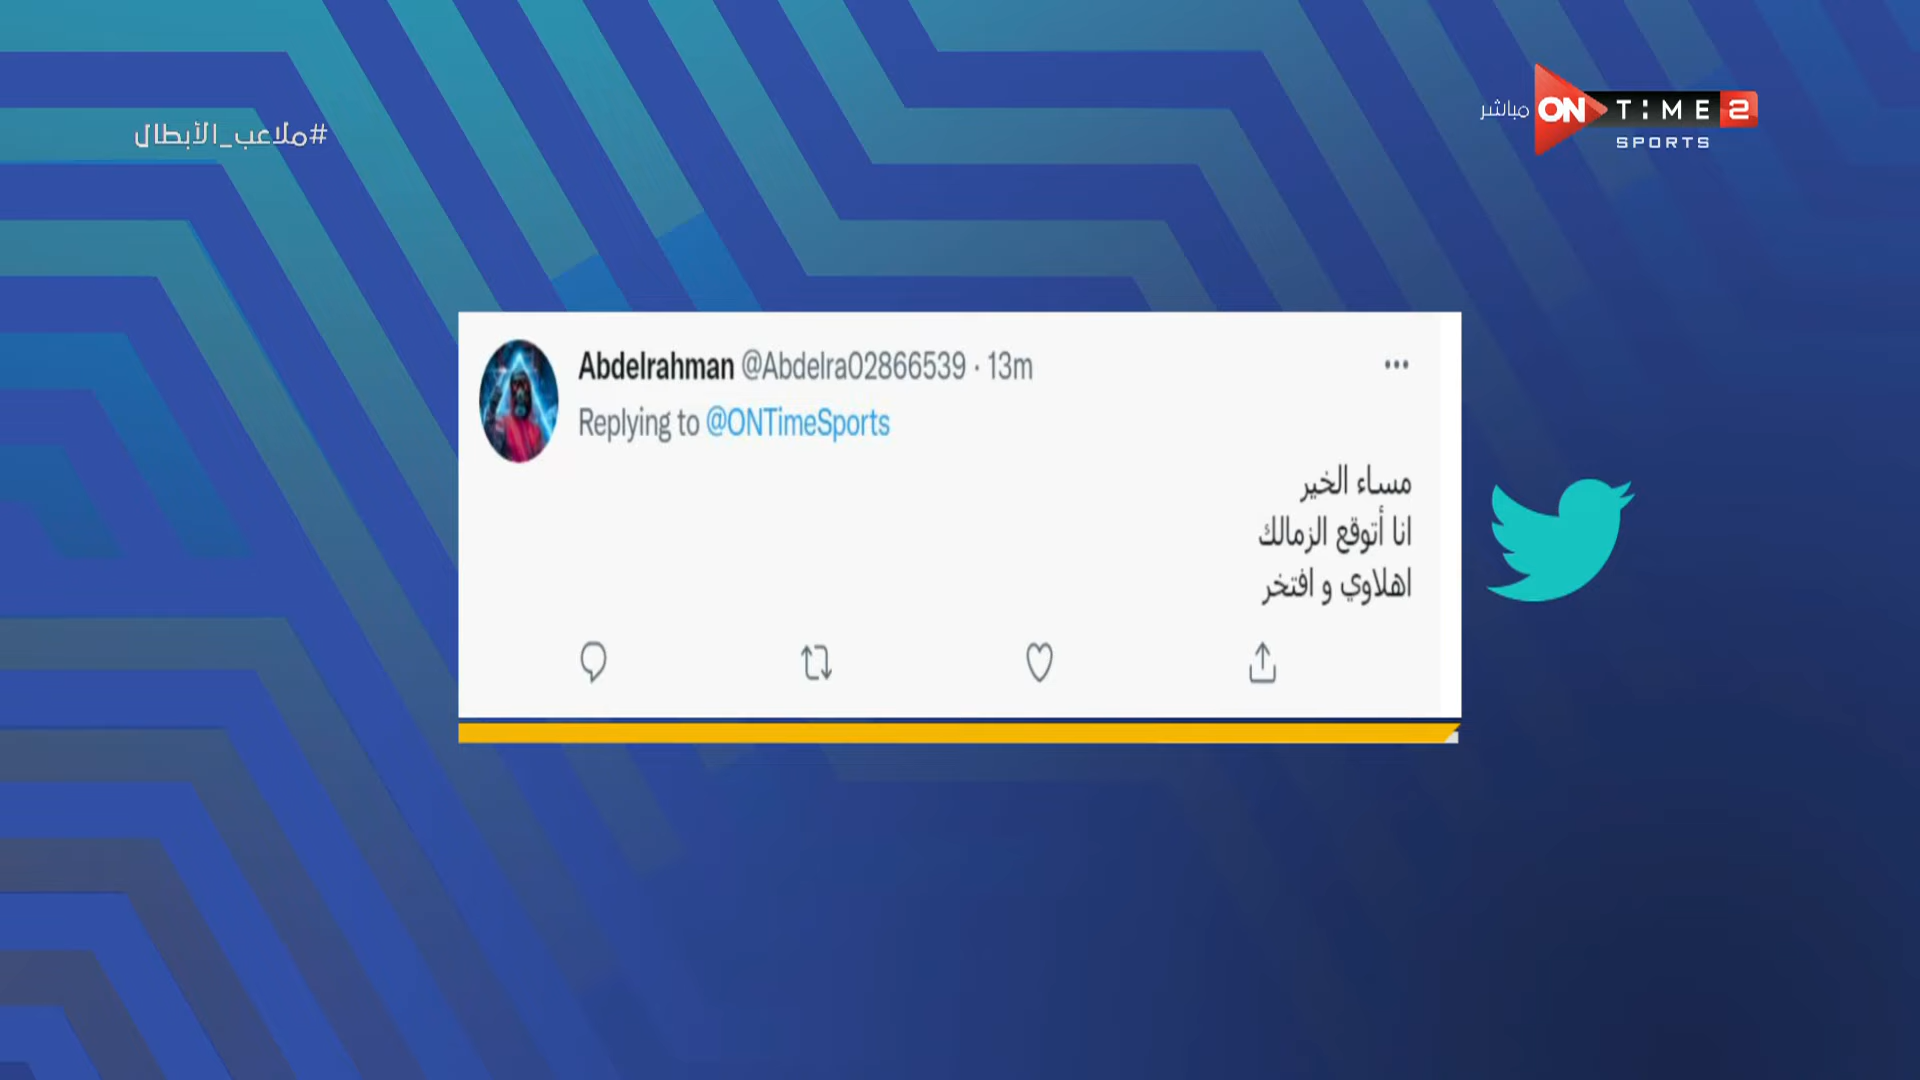 #ملاعب_الأبطال
مباشر ON TIME 2
SPORTS
Abdelrahman @Abdelra02866539 · 13m
Replying to @ONTimeSports
مساء الخير
انا أتوقع الزمالك
اهلاوي و افتخر